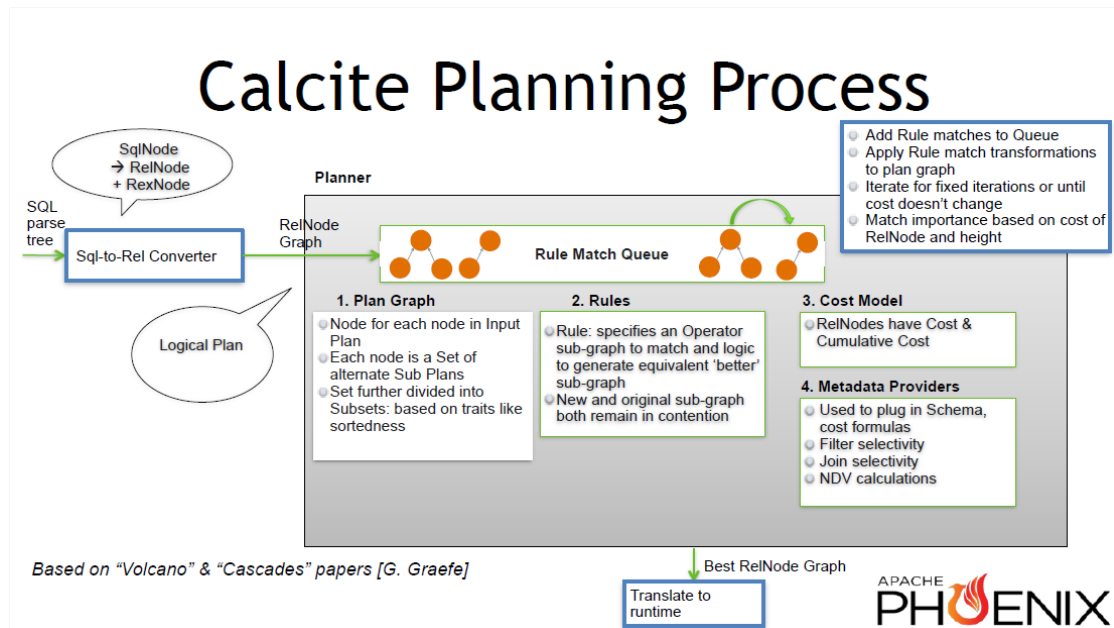 Calcite Planning Process
SqlNode
→ RelNode
+ RexNode
SQL
parse
tree
Sql-to-Rel Converter
RelNode
Graph
Logical Plan
Planner
Rule Match Queue
Add Rule matches to Queue
Apply Rule match transformations
to plan graph
Iterate for fixed iterations or until
cost doesn't change
Match importance based on cost of
RelNode and height
1. Plan Graph
Node for each node in Input
Plan
Each node is a Set of
alternate Sub Plans
Set further divided into
Subsets: based on traits like
sortedness
2. Rules
Rule: specifies an Operator
sub-graph to match and logic
to generate equivalent ‘better’
sub-graph
New and original sub-graph
both remain in contention
3. Cost Model
RelNodes have Cost &
Cumulative Cost
4. Metadata Providers
Used to plug in Schema,
cost formulas
Filter selectivity
Join selectivity
NDV calculations
Based on “Volcano” & “Cascades” papers [G. Graefe]
Best RelNode Graph
Translate to
runtime
APACHE
PHOENIX